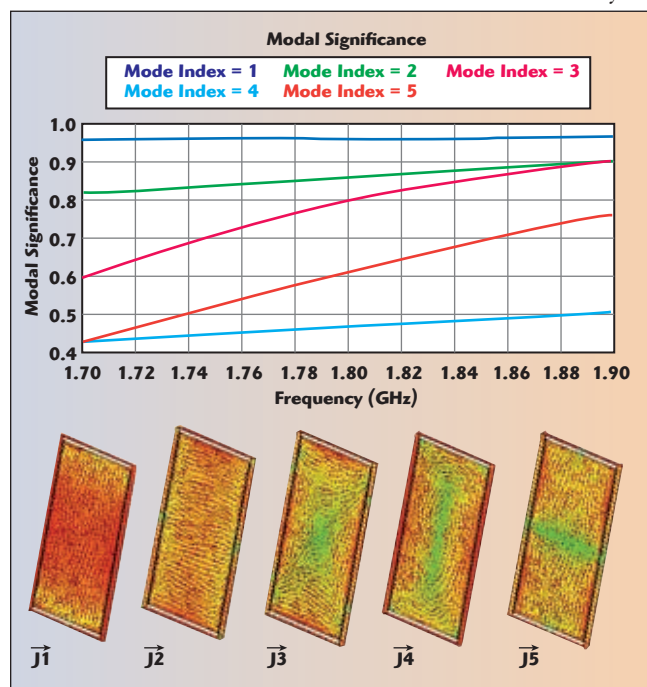 Modal Significance
Mode Index = 1 Mode Index = 2 Mode Index = 3
Mode Index = 4 Mode Index = 5
1.0
0.9
0.8
0.7
0.6
0.5
0.4
Modal Significance
1.70 1.72 1.74 1.76 1.78 1.80 1.82 1.84 1.86 1.88 1.90
Frequency (GHz)
J1 J2 J3 J4 J5